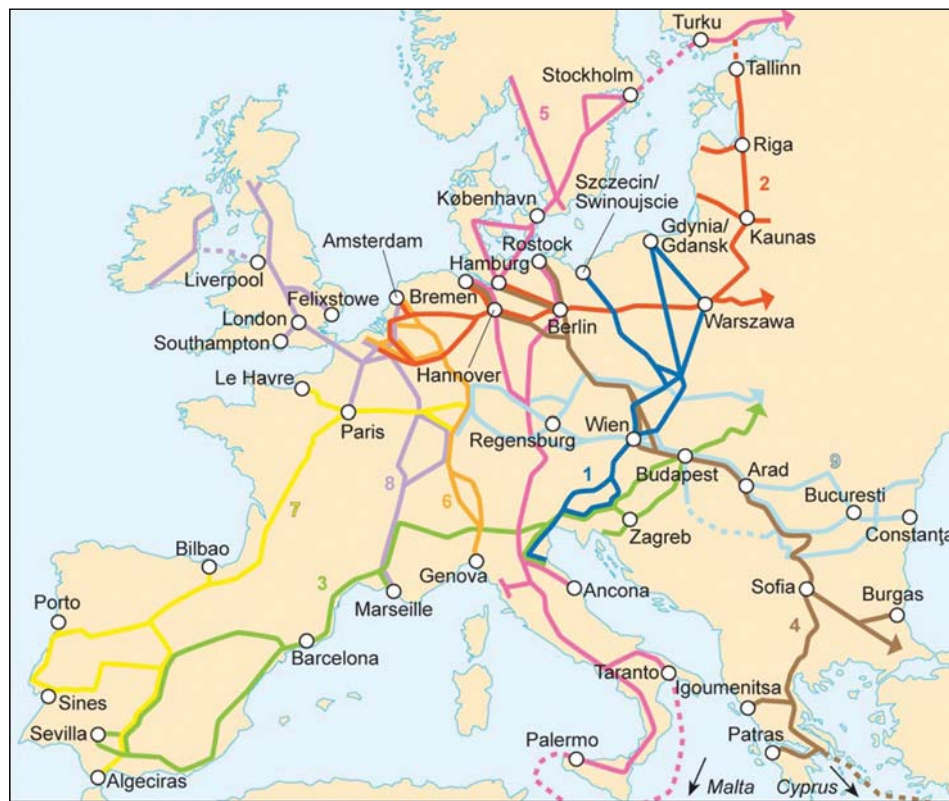 Turku
Stockholm
Tallinn
5
Riga
Szczecin/
Swinoujscie
2
København
Gdynia/
Gdansk
Kaunas
Amsterdam
Rostock
Hamburg
Liverpool
Bremen
Felixstowe
London
Berlin
Warszawa
Southampton
Hannover
Le Havre
Paris
Regensburg
Wien
Budapest
Arad
9
8
1
Bucuresti
7
6
Constanţa
Zagreb
Bilbao
3
Genova
Sofia
Burgas
Porto
Marseille
Ancona
4
Barcelona
Taranto
Igoumenitsa
Sines
Sevilla
Patras
Palermo
Algeciras
Malta
Cyprus